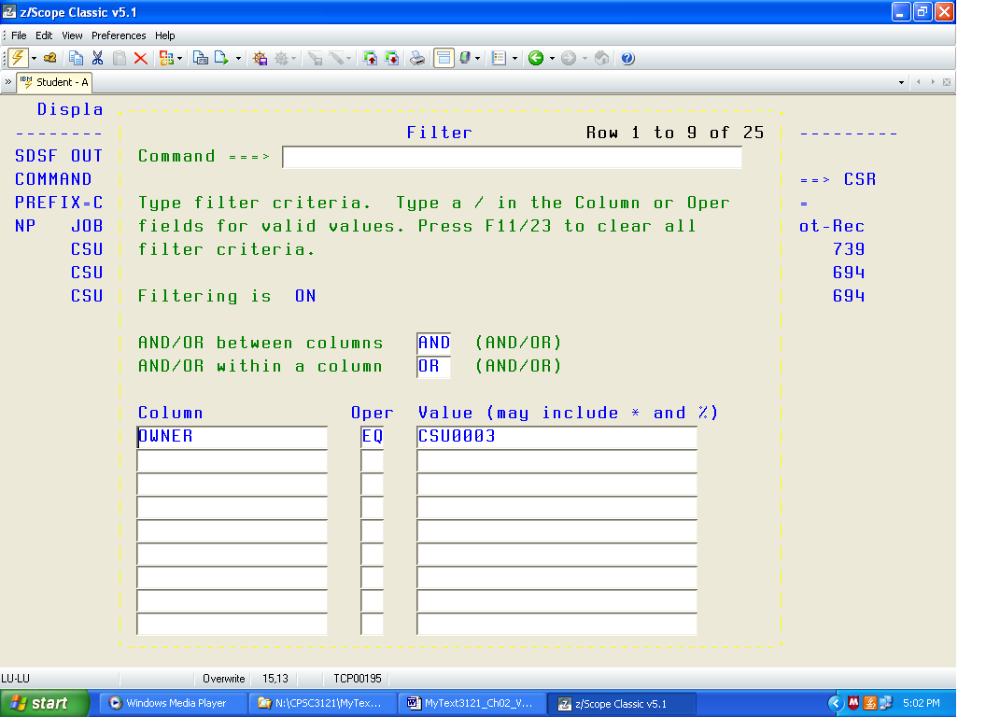 z/Scope Classic v5.1
File Edit View Preferences Help
» IBM Student - A
Displa
Filter Row 1 to 9 of 25
--------- ---------
SDSF OUT Command ===>
COMMAND ==> CSR
PREFIX=C Type filter criteria. Type a / in the Column or Oper =
NP JOB fields for valid values. Press F11/23 to clear all ot-Rec
CSU filter criteria. 739
CSU 694
CSU Filtering is ON 694
AND/OR between columns AND (AND/OR)
AND/OR within a column OR (AND/OR)
Column Oper Value (may include * and %)
OWNER EQ CSU0003
LU-LU Overwrite 15,13 TCP00195
start Windows Media Player N:\CPSC3121\MyTex... MyText3121_Ch02_V... z/Scope Classic v5.1 5:02 PM